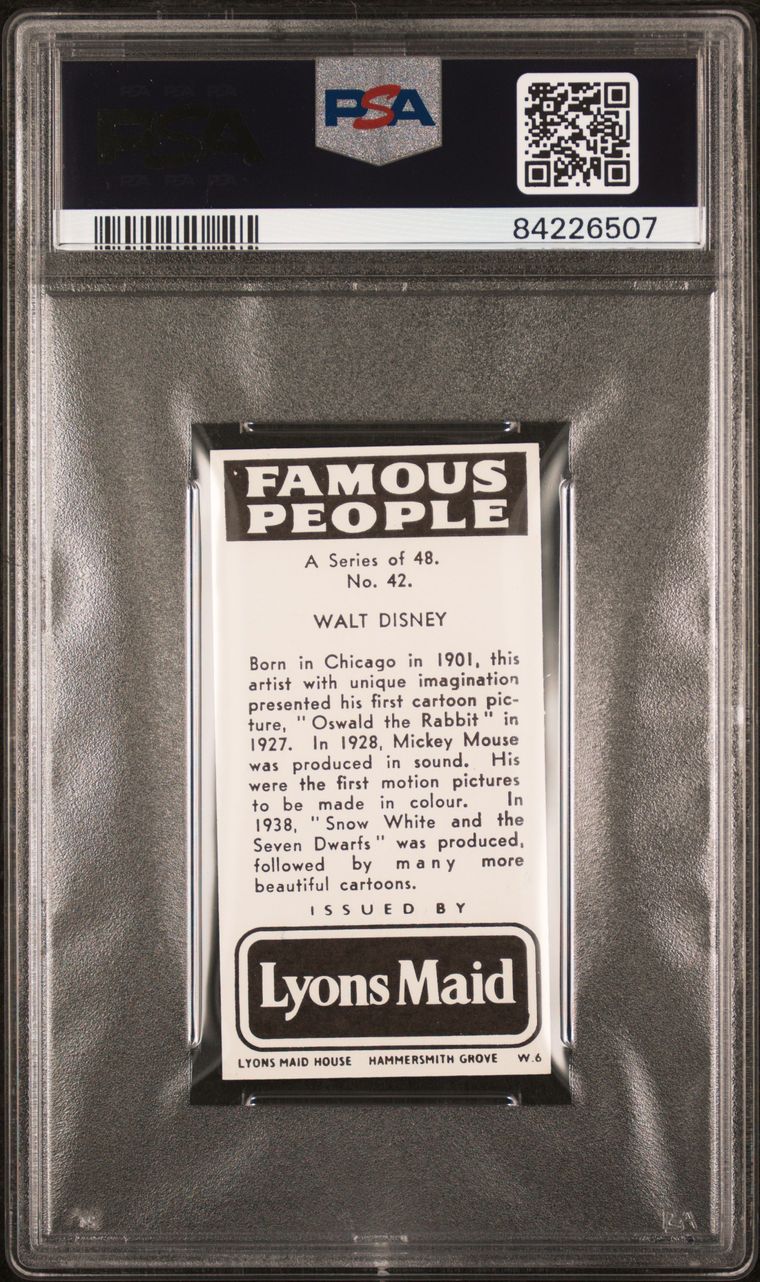 PSA
84226507
FAMOUS
PEOPLE
A Series of 48.
No. 42.
WALT DISNEY
Born in Chicago in 1901, this
artist with unique imagination
presented his first cartoon pic-
ture, "Oswald the Rabbit" in
1927. In 1928, Mickey Mouse
was produced in sound. His
were the first motion pictures
to be made in colour. In
1938, "Snow White and the
Seven Dwarfs" was produced,
followed by many more
beautiful cartoons.
ISSUED BY
Lyons Maid
LYONS MAID HOUSE HAMMERSMITH GROVE W.6